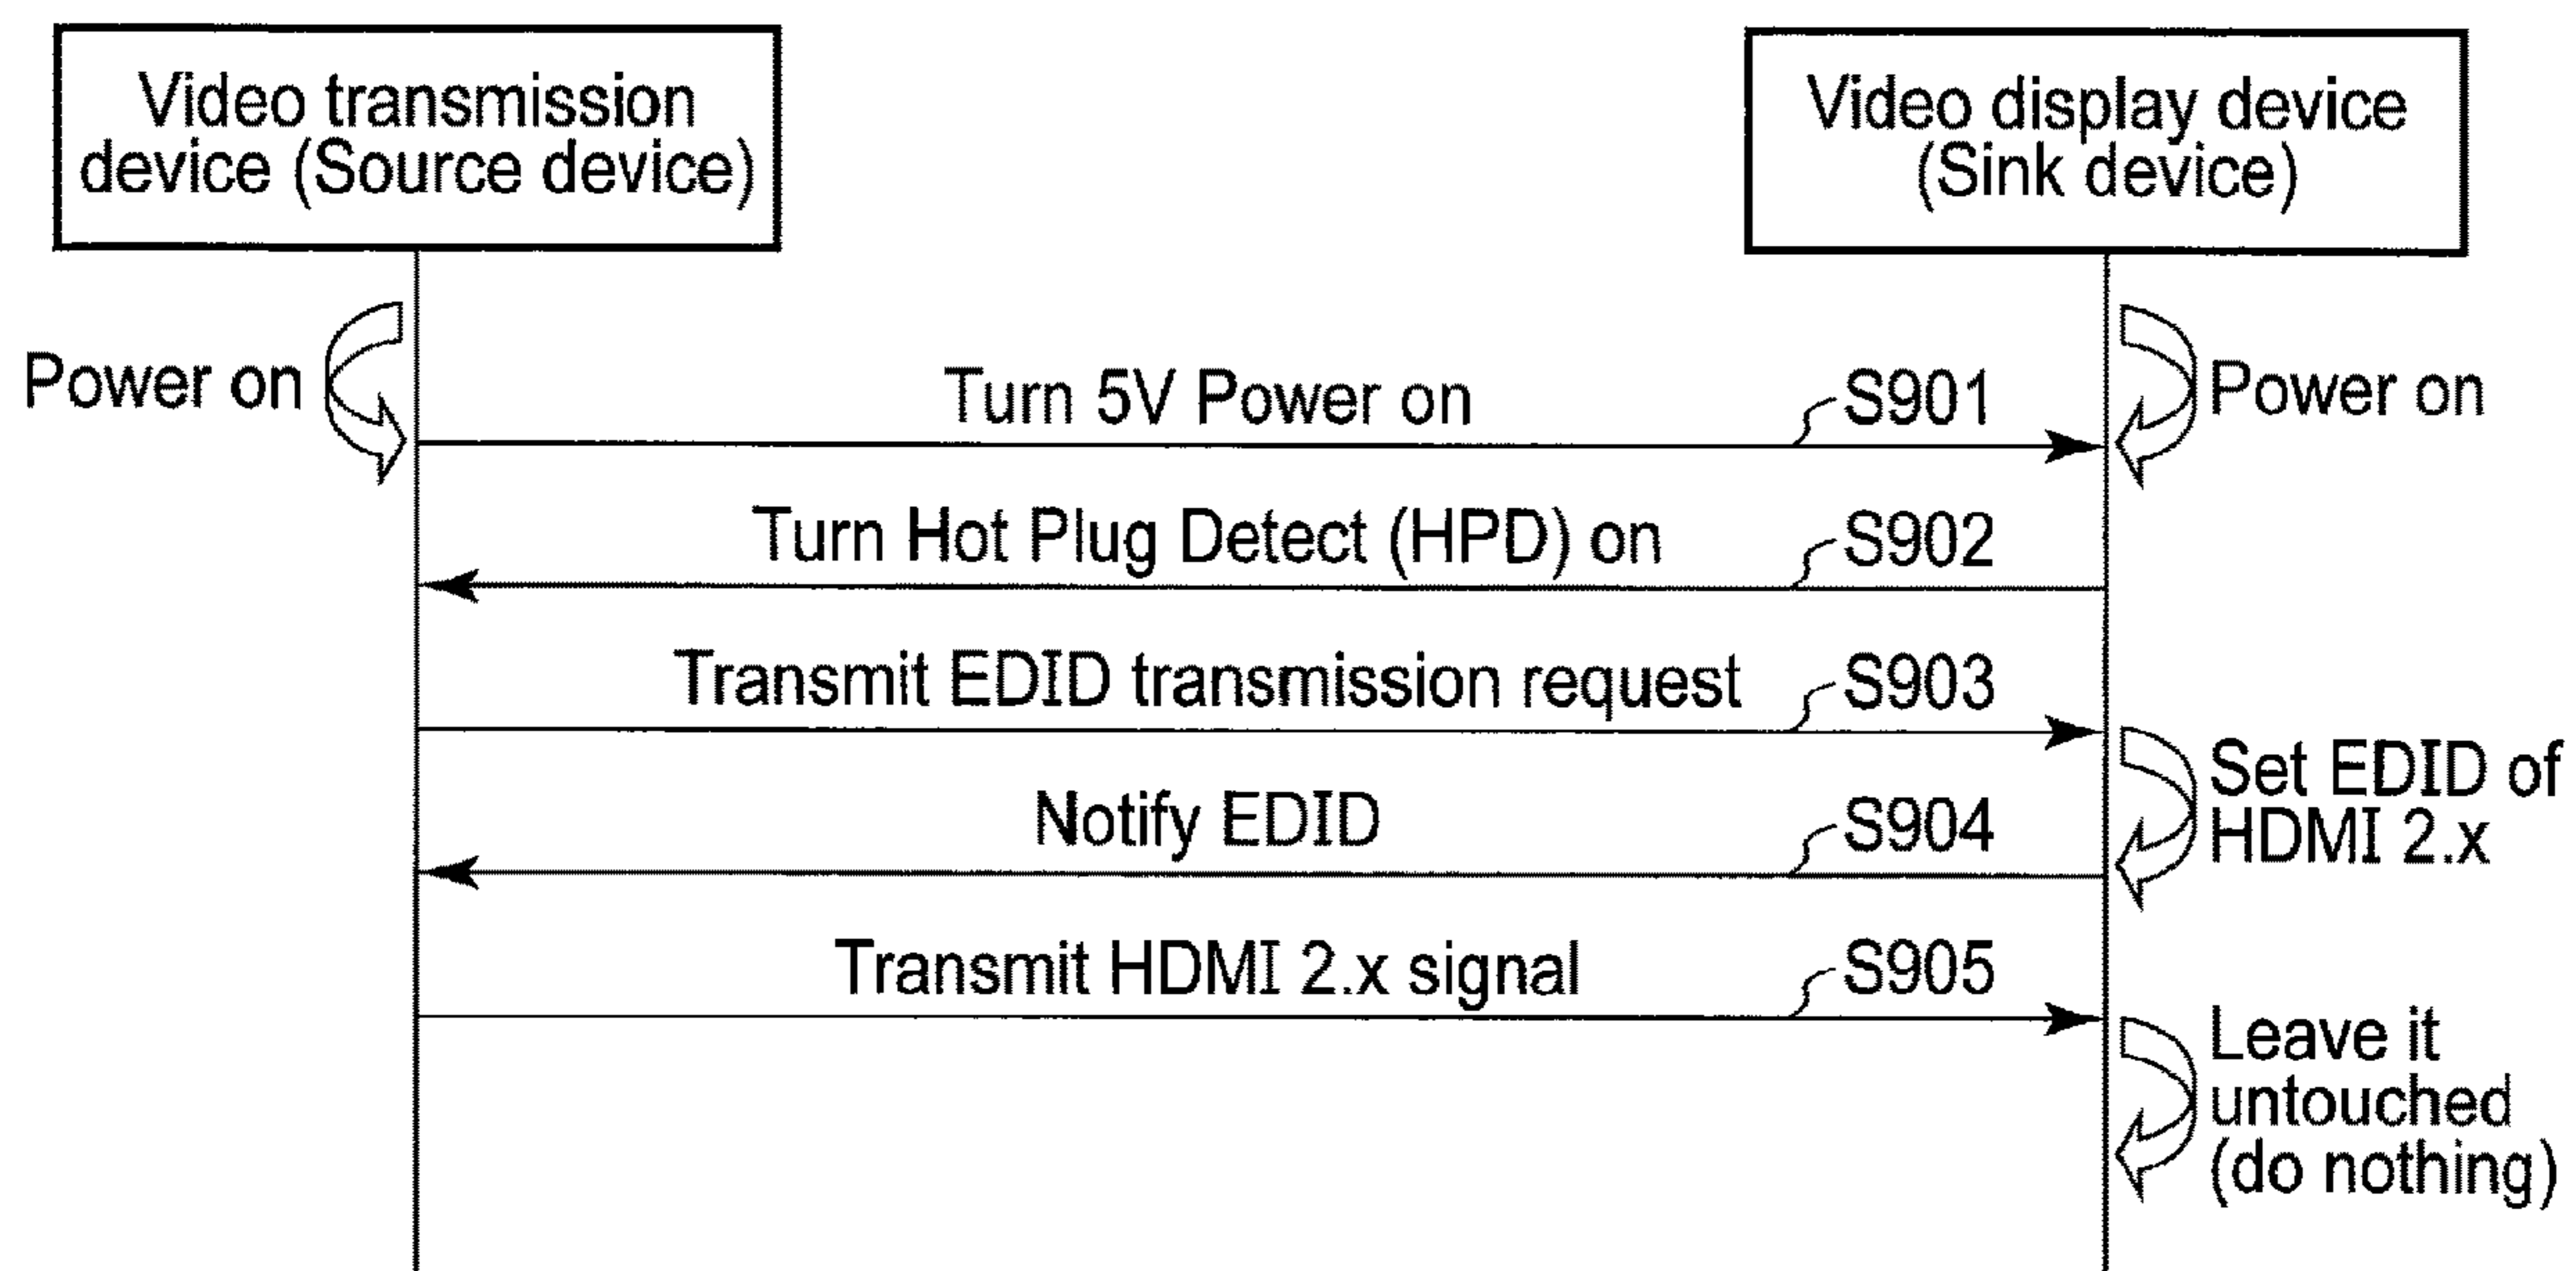 Video transmission
device (Source device)
Video display device
(Sink device)
Power on
Turn 5V Power on
S901
Power on
Turn Hot Plug Detect (HPD) on
S902
Transmit EDID transmission request
S903
Set EDID of
HDMI 2.x
Notify EDID
S904
Transmit HDMI 2.x signal
S905
Leave it
untouched
(do nothing)